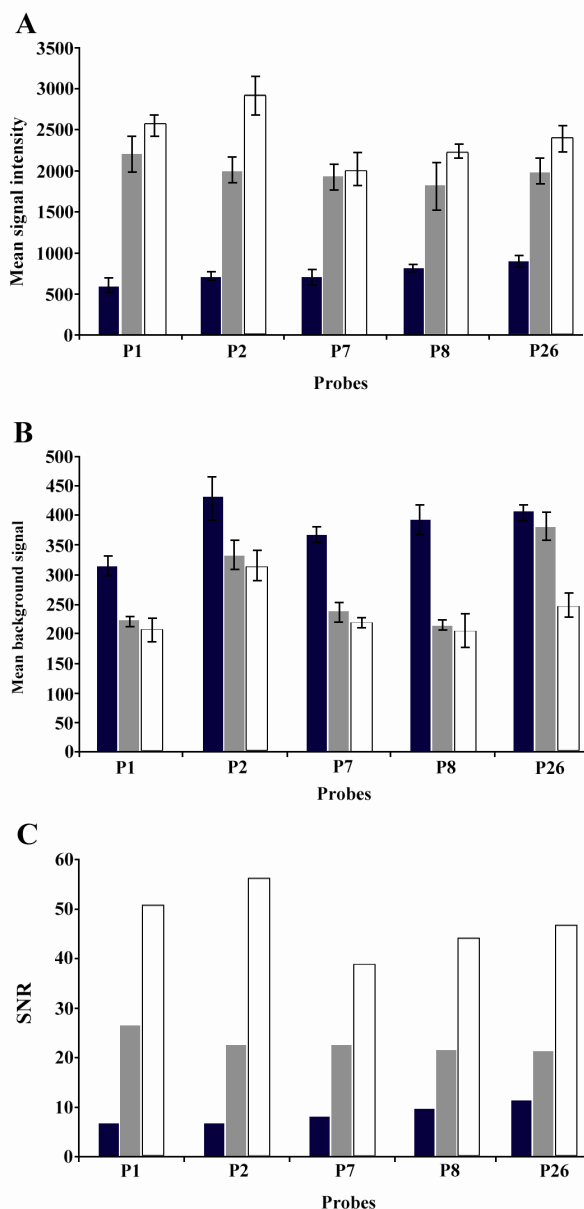 A
Mean signal intensity
3500
3000
2500
2000
1500
1000
500
0
P1 P2 P7 P8 P26
Probes
B
Mean background signal
500
450
400
350
300
250
200
150
100
50
0
P1 P2 P7 P8 P26
Probes
C
SNR
60
50
40
30
20
10
0
P1 P2 P7 P8 P26
Probes